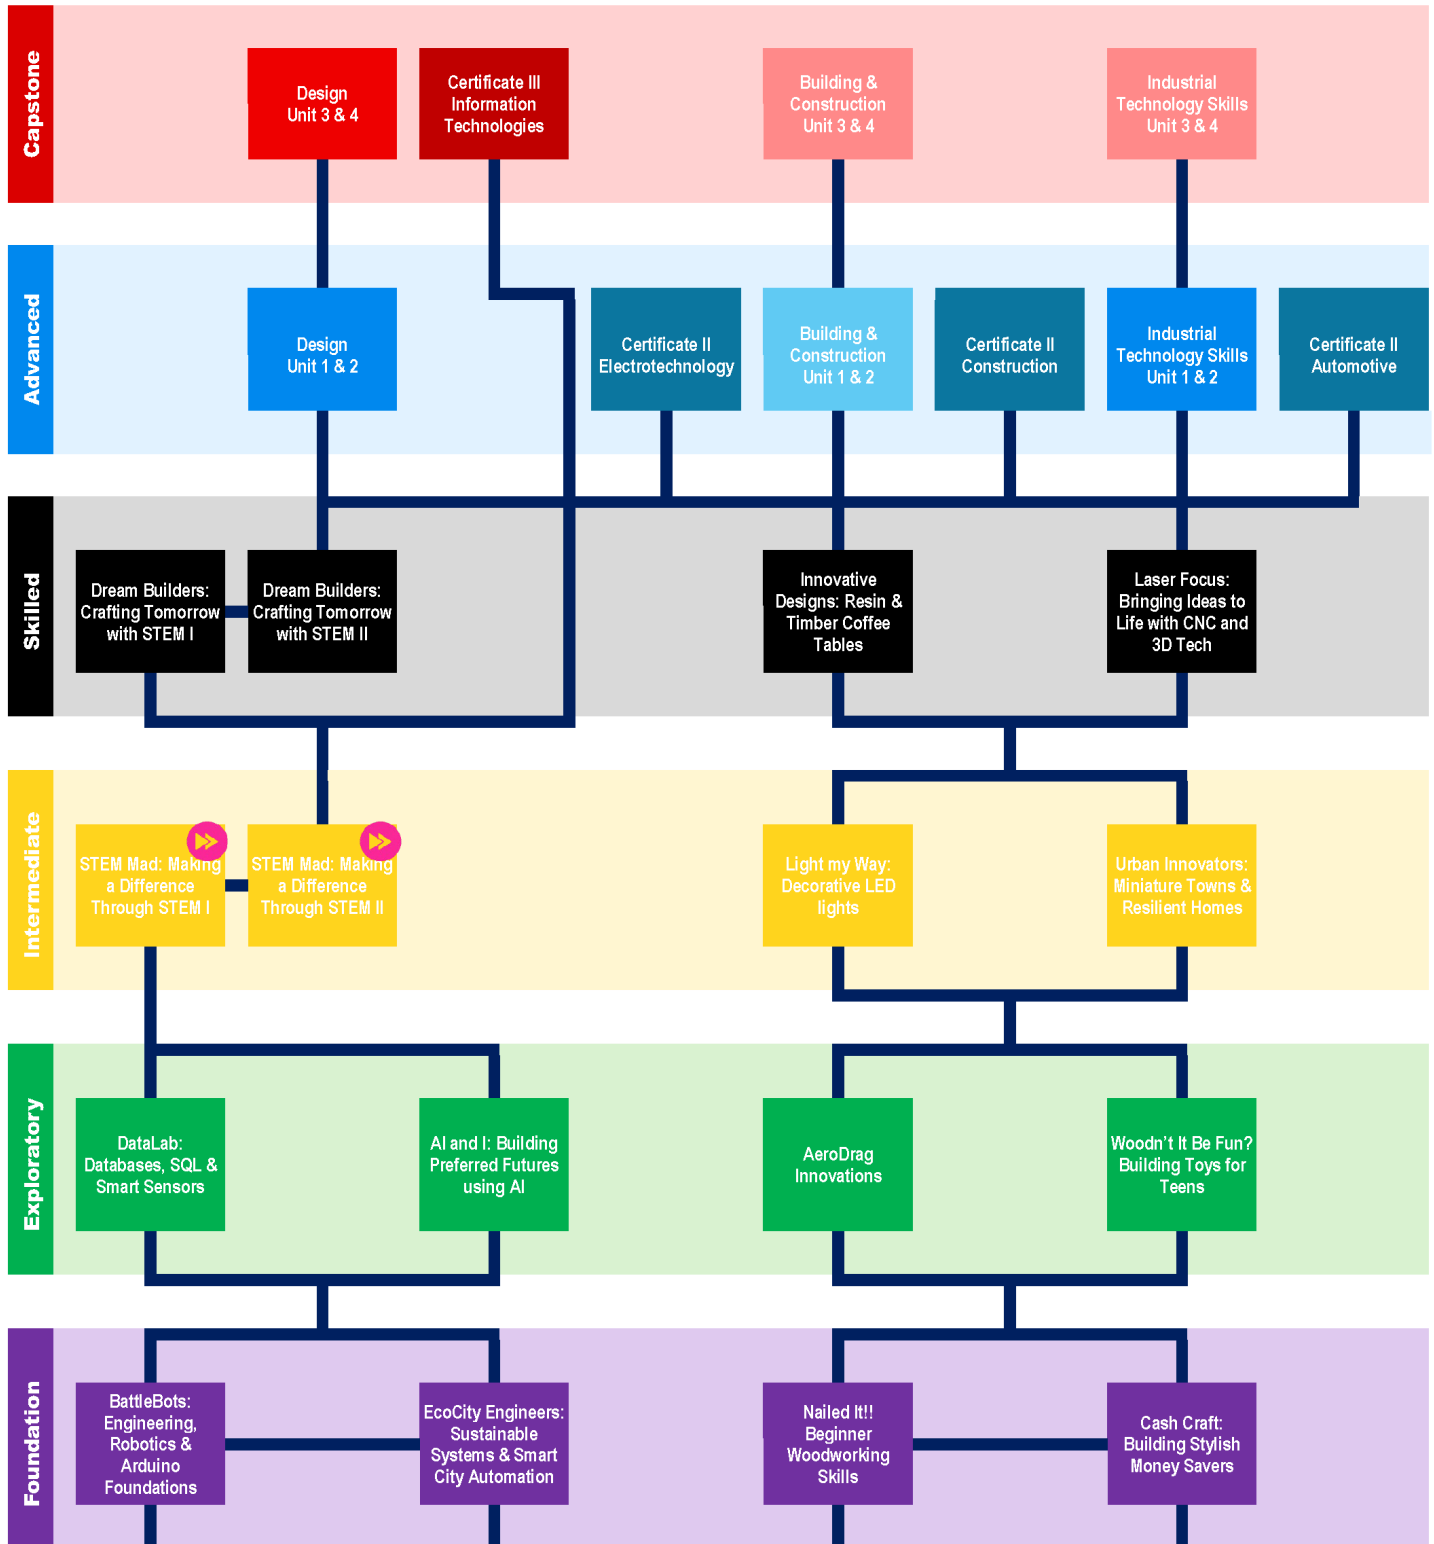 Capstone
Design
Unit 3 & 4
Certificate III
Information
Technologies
Building &
Construction
Unit 3 & 4
Industrial
Technology Skills
Unit 3 & 4
Advanced
Design
Unit 1 & 2
Certificate II
Electrotechnology
Building &
Construction
Unit 1 & 2
Certificate II
Construction
Industrial
Technology Skills
Unit 1 & 2
Certificate II
Automotive
Skilled
Dream Builders:
Crafting Tomorrow
with STEM I
Dream Builders:
Crafting Tomorrow
with STEM II
Innovative
Designs: Resin &
Timber Coffee
Tables
Laser Focus:
Bringing Ideas to
Life with CNC and
3D Tech
Intermediate
STEM Mad: Making
a Difference
Through STEM I
STEM Mad: Making
a Difference
Through STEM II
Light my Way:
Decorative LED
lights
Urban Innovators:
Miniature Towns &
Resilient Homes
Exploratory
DataLab:
Databases, SQL &
Smart Sensors
AI and I: Building
Preferred Futures
using AI
AeroDrag
Innovations
Woodn't It Be Fun?
Building Toys for
Teens
Foundation
BattleBots:
Engineering,
Robotics &
Arduino
Foundations
EcoCity Engineers:
Sustainable
Systems & Smart
City Automation
Nailed It!!
Beginner
Woodworking
Skills
Cash Craft:
Building Stylish
Money Savers